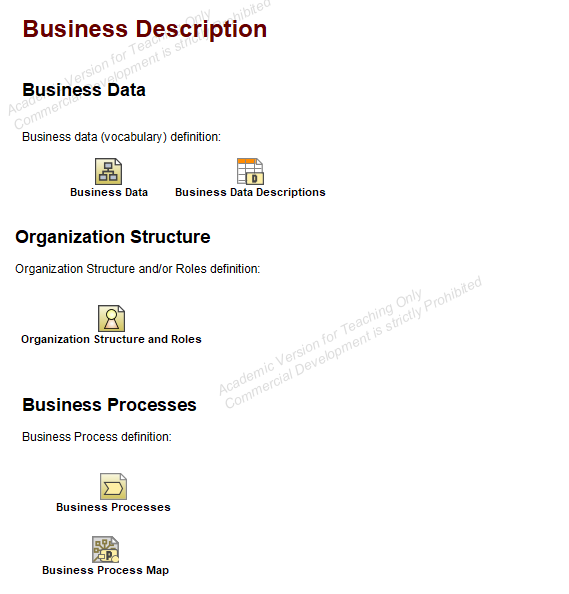 Business Description
Academic Version for Teaching Only
Commercial Development is strictly Prohibited
Business Data
Business data (vocabulary) definition:
D
Business Data
Business Data Descriptions
Organization Structure
Organization Structure and/or Roles definition:
Organization Structure and Roles
Academic Version for Teaching Only
Commercial Development is strictly Prohibited
Business Processes
Business Process definition:
Business Processes
P
Business Process Map